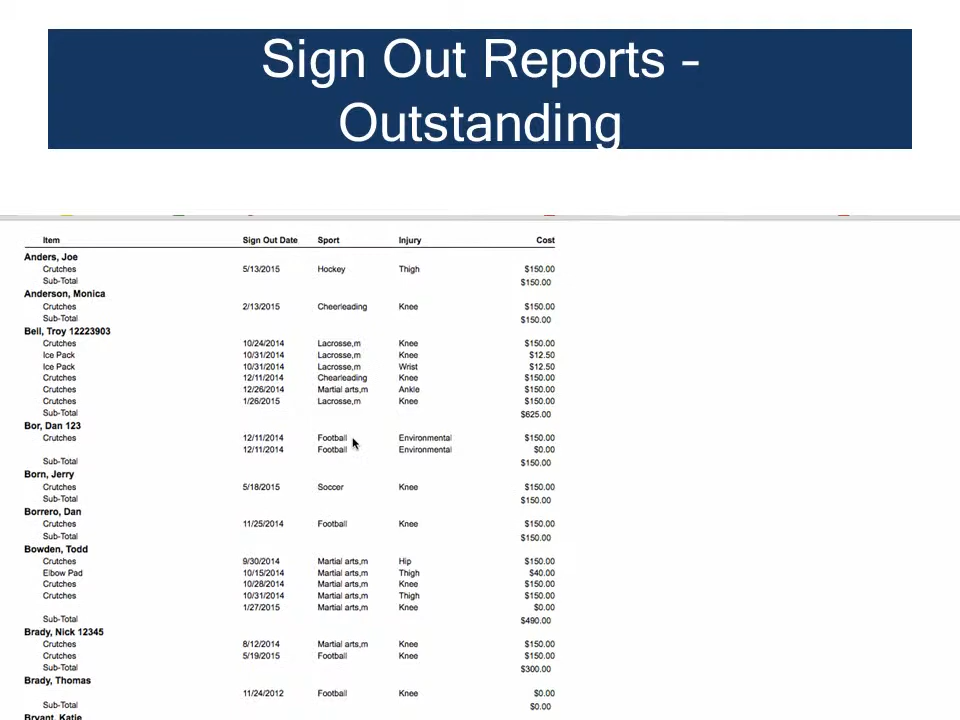 Sign Out Reports –
Outstanding
Item Sign Out Date Sport Injury Cost
Anders, Joe
Crutches 5/13/2015 Hockey Thigh $150.00
Sub-Total $150.00
Anderson, Monica
Crutches 2/13/2015 Cheerleading Knee $150.00
Sub-Total $150.00
Bell, Troy 12223903
Crutches 10/24/2014 Lacrosse,m Knee $150.00
Ice Pack 10/31/2014 Lacrosse,m Knee $12.50
Ice Pack 10/31/2014 Lacrosse,m Wrist $12.50
Crutches 12/11/2014 Chearleading Knee $150.00
Crutches 12/26/2014 Martial arts,m Ankle $150.00
Crutches 1/26/2015 Lacrosse,m Knee $150.00
Sub-Total $625.00
Bor, Dan 123
Crutches 12/11/2014 Football Environmental $150.00
12/11/2014 Football Environmental $0.00
Sub-Total $150.00
Born, Jerry
Crutches 5/18/2015 Soccer Knee $150.00
Sub-Total $150.00
Borrero, Dan
Crutches 11/25/2014 Football Knee $150.00
Sub-Total $150.00
Bowden, Todd
Crutches 9/30/2014 Martial arts,m Hip $150.00
Elbow Pad 10/15/2014 Martial arts,m Thigh $40.00
Crutches 10/28/2014 Martial arts,m Knee $150.00
Crutches 10/31/2014 Martial arts,m Thigh $150.00
1/27/2015 Martial arts,m Knee $0.00
Sub-Total $490.00
Brady, Nick 12345
Crutches 8/12/2014 Martial arts,m Knee $150.00
Crutches 5/19/2015 Football Knee $150.00
Sub-Total $300.00
Brady, Thomas
11/24/2012 Football Knee $0.00
Sub-Total $0.00
Bryant, Katie